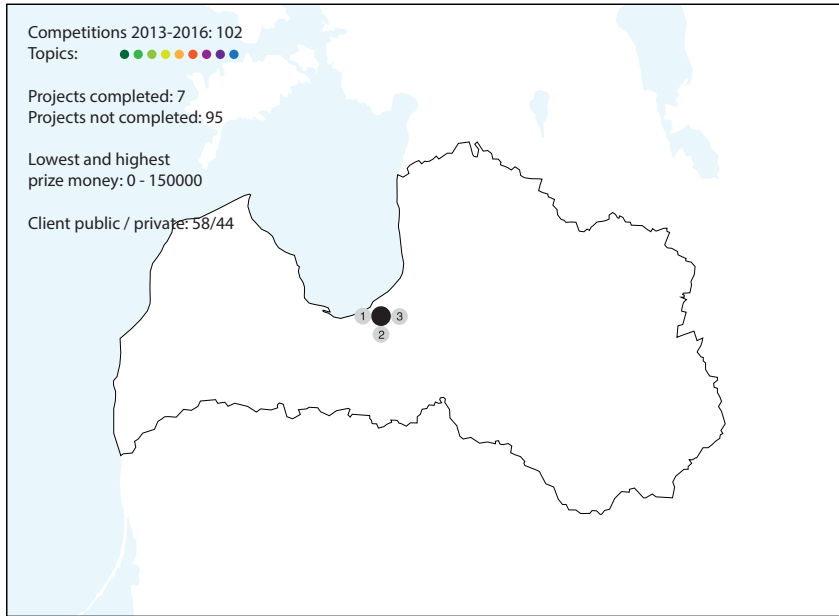 Competitions 2013-2016: 102
Topics:
Projects completed: 7
Projects not completed: 95
Lowest and highest
prize money: 0 - 150000
Client public / private: 58/44
1 3
2